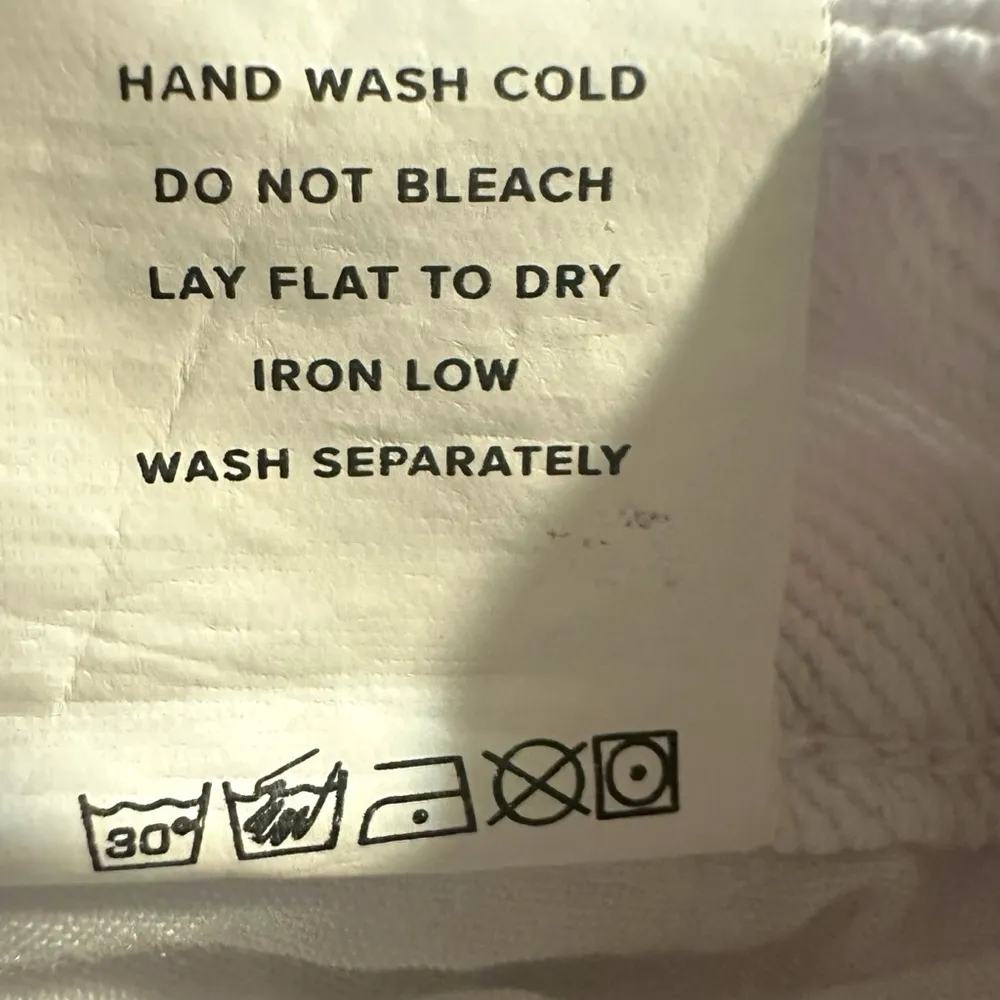 HAND WASH COLD
DO NOT BLEACH
LAY FLAT TO DRY
IRON LOW
WASH SEPARATELY
30°